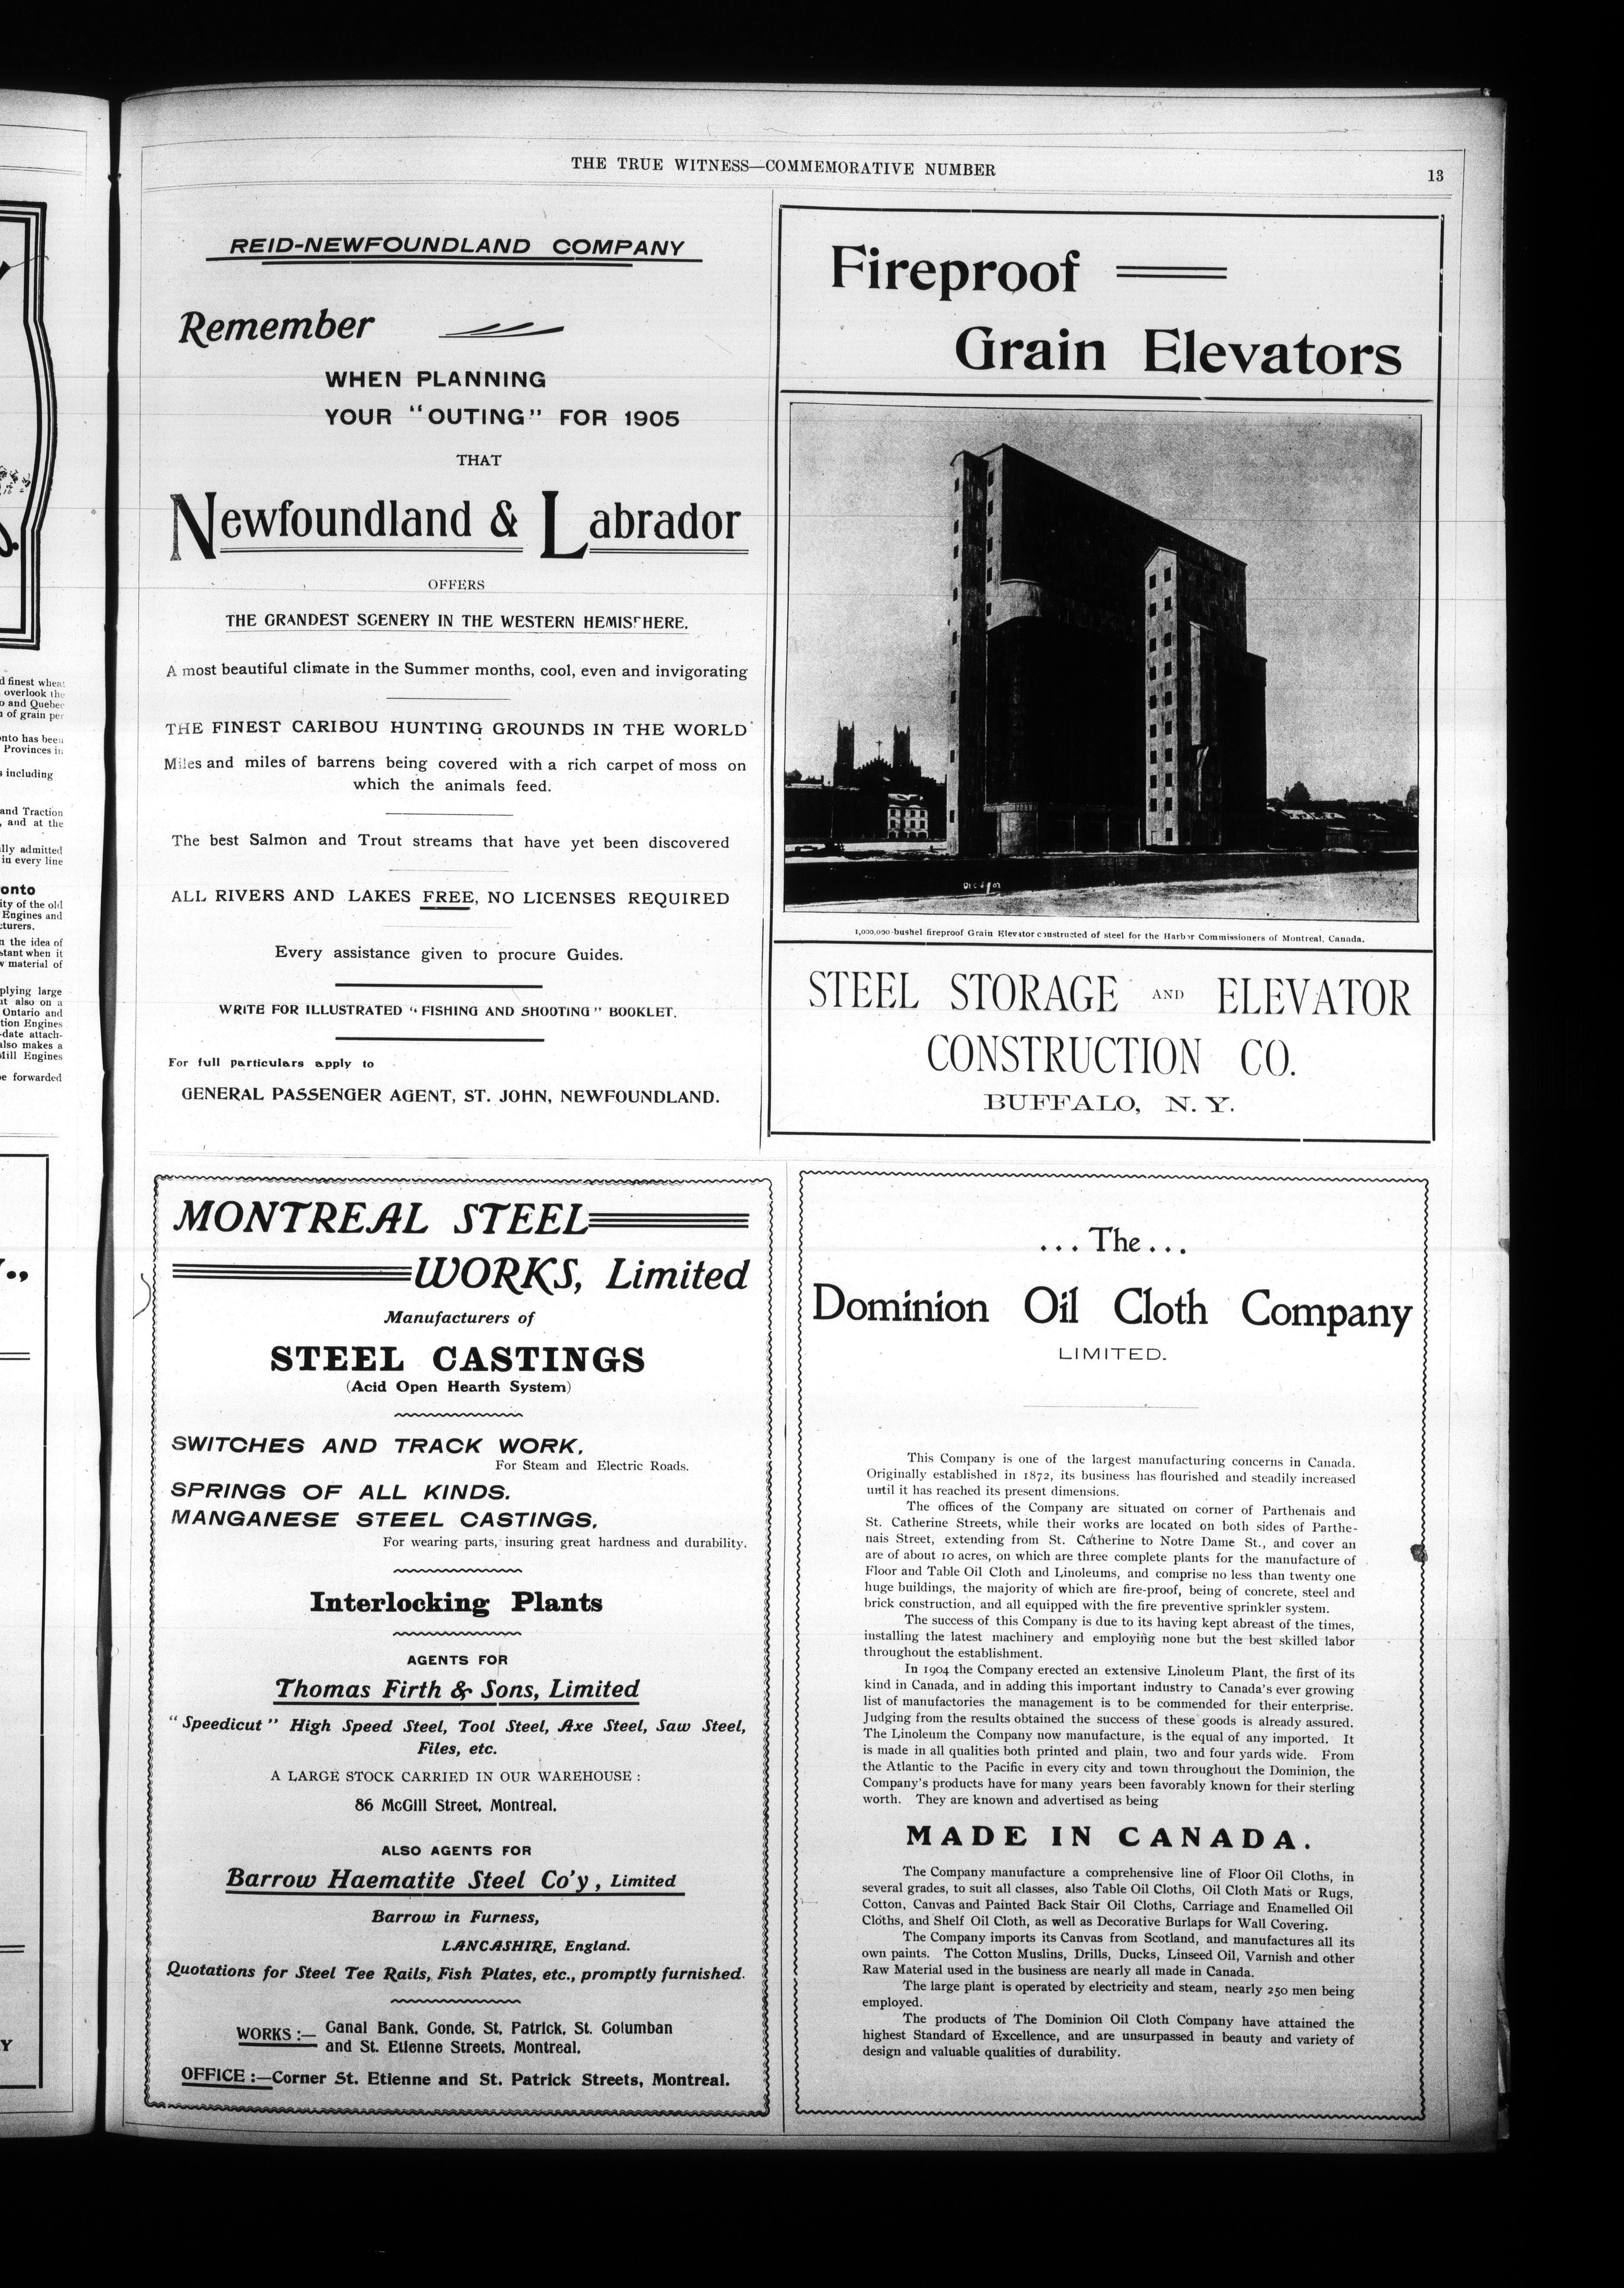 THE TRUE WITNESS—COMMEMORATIVE NUMBER
13
REID-NEWFOUNDLAND COMPANY
Remember
WHEN PLANNING
YOUR "OUTING" FOR 1905
THAT
Newfoundland & Labrador
OFFERS
THE GRANDEST SCENERY IN THE WESTERN HEMISPHERE.
A most beautiful climate in the Summer months, cool, even and invigorating
THE FINEST CARIBOU HUNTING GROUNDS IN THE WORLD
Miles and miles of barrens being covered with a rich carpet of moss on
which the animals feed.
The best Salmon and Trout streams that have yet been discovered
ALL RIVERS AND LAKES FREE, NO LICENSES REQUIRED
Every assistance given to procure Guides.
WRITE FOR ILLUSTRATED "FISHING AND SHOOTING" BOOKLET.
For full particulars apply to
GENERAL PASSENGER AGENT, ST. JOHN, NEWFOUNDLAND.
Fireproof
Grain Elevators
1,000,000-bushel fireproof Grain Elevator constructed of steel for the Harbor Commissioners of Montreal, Canada.
STEEL STORAGE AND ELEVATOR
CONSTRUCTION CO.
BUFFALO, N. Y.
MONTREAL STEEL
WORKS, Limited
Manufacturers of
STEEL CASTINGS
(Acid Open Hearth System)
SWITCHES AND TRACK WORK,
For Steam and Electric Roads.
SPRINGS OF ALL KINDS.
MANGANESE STEEL CASTINGS,
For wearing parts, insuring great hardness and durability.
Interlocking Plants
AGENTS FOR
Thomas Firth & Sons, Limited
"Speedicut" High Speed Steel, Tool Steel, Axe Steel, Saw Steel,
Files, etc.
A LARGE STOCK CARRIED IN OUR WAREHOUSE :
86 McGill Street, Montreal.
ALSO AGENTS FOR
Barrow Haematite Steel Co'y, Limited
Barrow in Furness,
LANCASHIRE, England.
Quotations for Steel Tee Rails, Fish Plates, etc., promptly furnished.
WORKS :— Canal Bank, Conde, St. Patrick, St. Columban
and St. Etienne Streets, Montreal.
OFFICE :—Corner St. Etienne and St. Patrick Streets, Montreal.
... The ...
Dominion Oil Cloth Company
LIMITED.
This Company is one of the largest manufacturing concerns in Canada.
Originally established in 1872, its business has flourished and steadily increased
until it has reached its present dimensions.
The offices of the Company are situated on corner of Parthenais and
St. Catherine Streets, while their works are located on both sides of Parthe-
nais Street, extending from St. Catherine to Notre Dame St., and cover an
are of about 10 acres, on which are three complete plants for the manufacture of
Floor and Table Oil Cloth and Linoleums, and comprise no less than twenty one
huge buildings, the majority of which are fire-proof, being of concrete, steel and
brick construction, and all equipped with the fire preventive sprinkler system.
The success of this Company is due to its having kept abreast of the times,
installing the latest machinery and employing none but the best skilled labor
throughout the establishment.
In 1904 the Company erected an extensive Linoleum Plant, the first of its
kind in Canada, and in adding this important industry to Canada's ever growing
list of manufactories the management is to be commended for their enterprise.
Judging from the results obtained the success of these goods is already assured.
The Linoleum the Company now manufacture, is the equal of any imported. It
is made in all qualities both printed and plain, two and four yards wide. From
the Atlantic to the Pacific in every city and town throughout the Dominion, the
Company's products have for many years been favorably known for their sterling
worth. They are known and advertised as being
MADE IN CANADA.
The Company manufacture a comprehensive line of Floor Oil Cloths, in
several grades, to suit all classes, also Table Oil Cloths, Oil Cloth Mats or Rugs,
Cotton, Canvas and Painted Back Stair Oil Cloths, Carriage and Enamelled Oil
Cloths, and Shelf Oil Cloth, as well as Decorative Burlaps for Wall Covering.
The Company imports its Canvas from Scotland, and manufactures all its
own paints. The Cotton Muslins, Drills, Ducks, Linseed Oil, Varnish and other
Raw Material used in the business are nearly all made in Canada.
The large plant is operated by electricity and steam, nearly 250 men being
employed.
The products of The Dominion Oil Cloth Company have attained the
highest Standard of Excellence, and are unsurpassed in beauty and variety of
design and valuable qualities of durability.